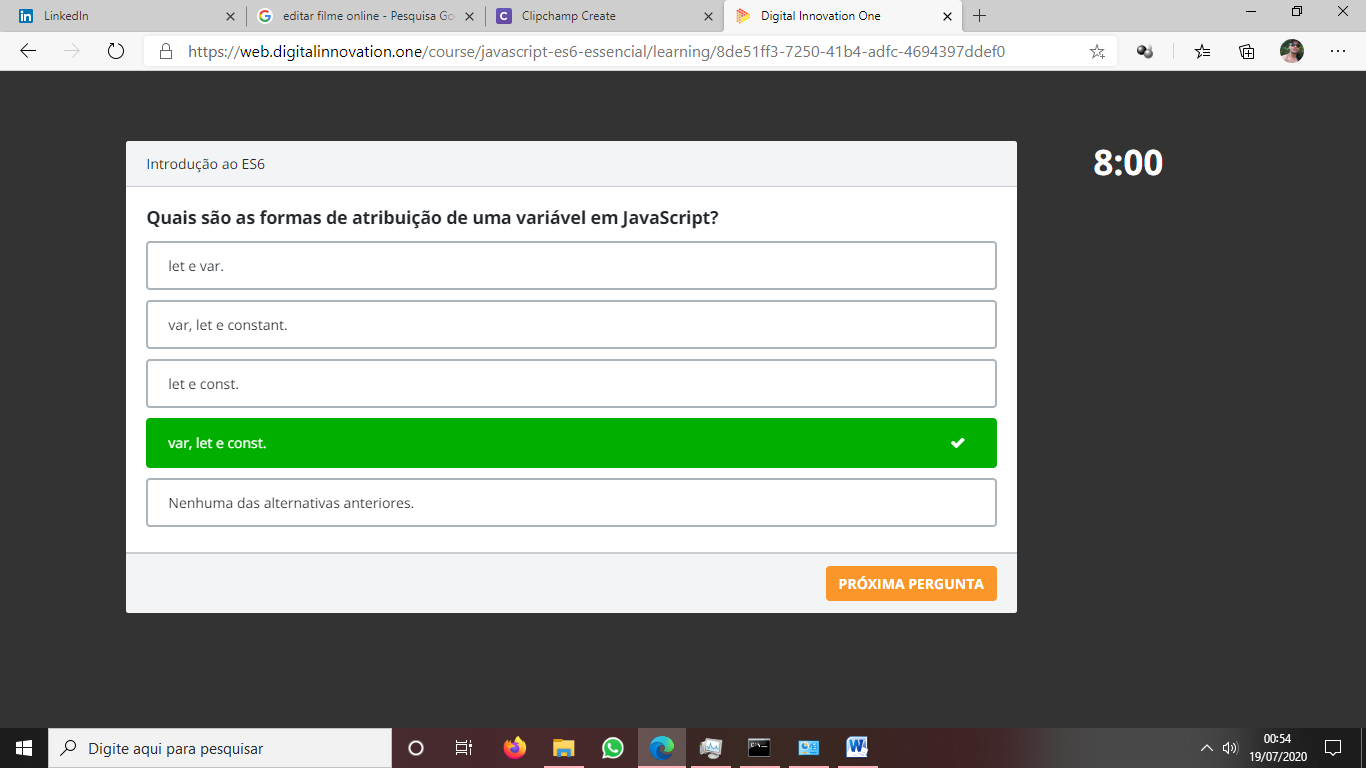 LinkedIn
editar filme online - Pesquisa Go
Clipchamp Create
Digital Innovation One
https://web.digitalinnovation.one/course/javascript-es6-essencial/learning/8de51ff3-7250-41b4-adfc-4694397ddef0
Introdução ao ES6
8:00
Quais são as formas de atribuição de uma variável em JavaScript?
let e var.
var, let e constant.
let e const.
var, let e const.
Nenhuma das alternativas anteriores.
PRÓXIMA PERGUNTA
Digite aqui para pesquisar
00:54
19/07/2020